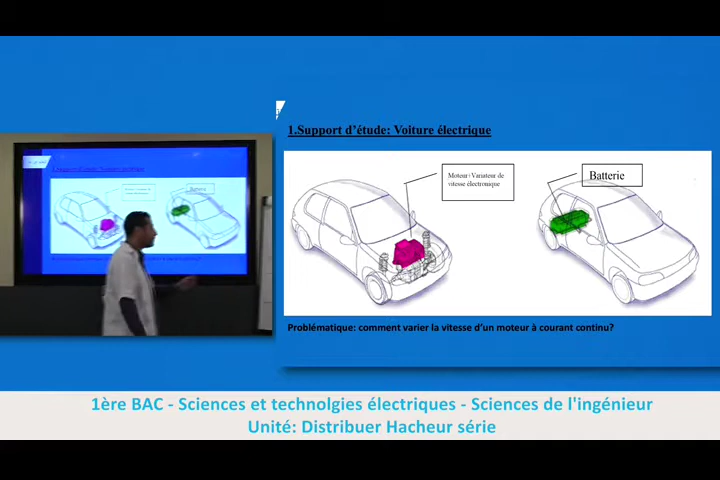 1.Support d’étude: Voiture électrique
Moteur+Variateur de
vitesse électronique
Batterie
Problématique: comment varier la vitesse d’un moteur à courant continu?
1ère BAC - Sciences et technolgies électriques - Sciences de l'ingénieur
Unité: Distribuer Hacheur série